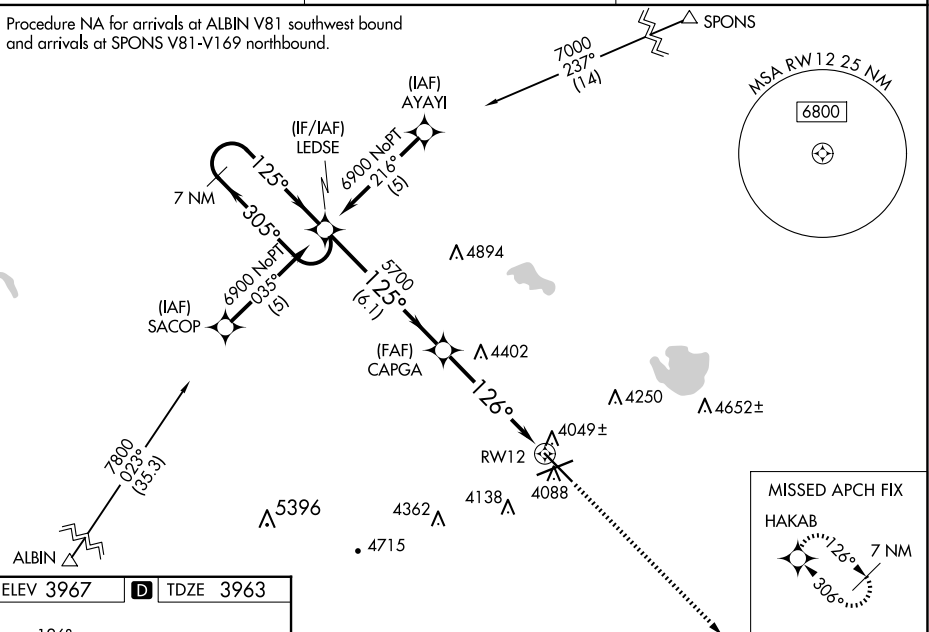 Procedure NA for arrivals at ALBIN V81 southwest bound
and arrivals at SPONS V81-V169 northbound.
SPONS
7000
237°
(14)
MSA RW12 25 NM
6800
(IAF)
AYAYI
(IF/IAF)
LEDSE
6900 NoPT
216°
(5)
125°
7 NM
305°
6900 NoPT
035°
(5)
(IAF)
SACOP
4894
5700
125°
(6.1)
(FAF)
CAPGA
4402
126°
4250
4652±
4049±
RW12
4088
4138
4362
5396
4715
7800
023°
(35.3)
ALBIN
MISSED APCH FIX
HAKAB
126°
7 NM
306°
ELEV 3967
D
TDZE 3963